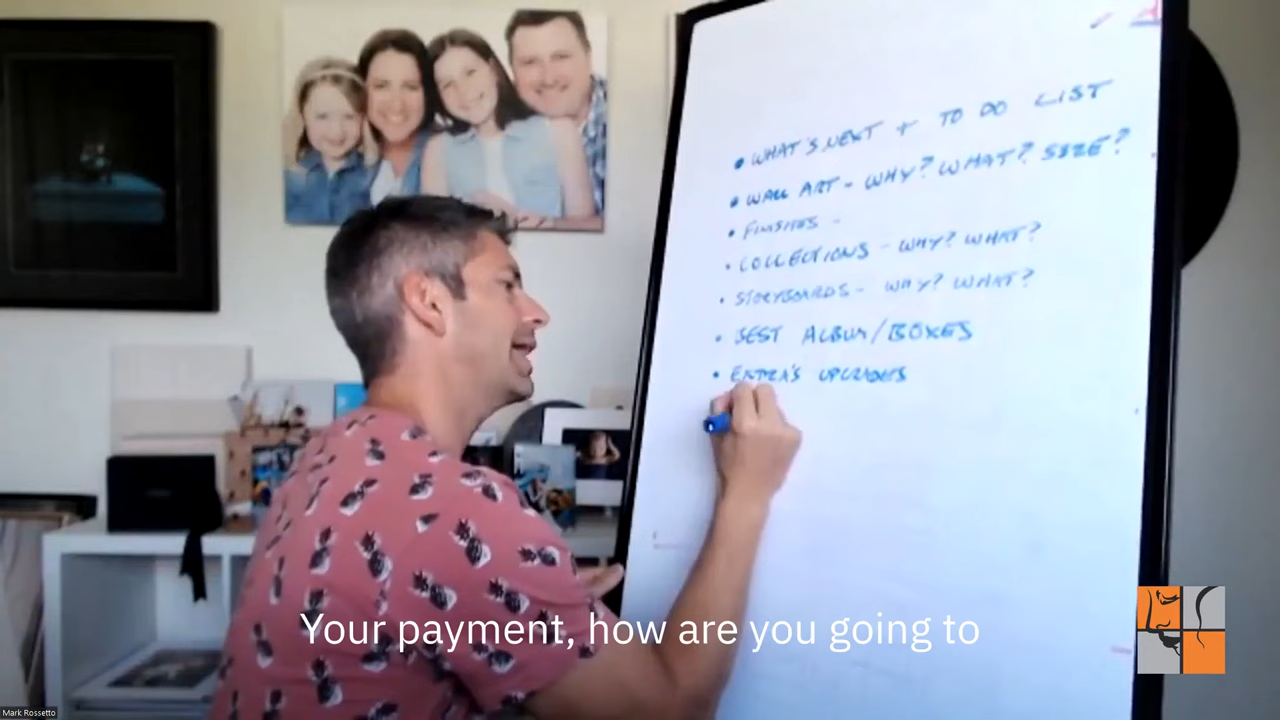 • WHAT'S NEXT + TO DO LIST
• WALL ART - WHY? WHAT? SIZE?
• FINSIHES -
• COLLECTIONS - WHY? WHAT?
• STORYBOARDS - WHY? WHAT?
• BEST ALBUM/BOXES
• EXTRA'S UPGRADES
Your payment, how are you going to
Mark Rossetto